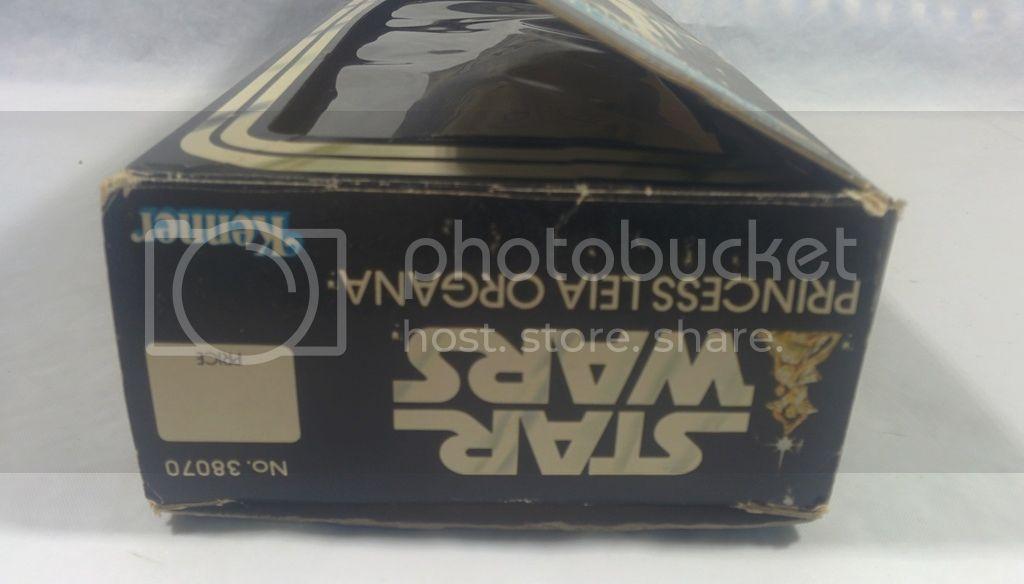 STAR
WARS
PRINCESS LEIA ORGANA
No. 38070
PRICE
Kenner
photobucket
host. store. share.